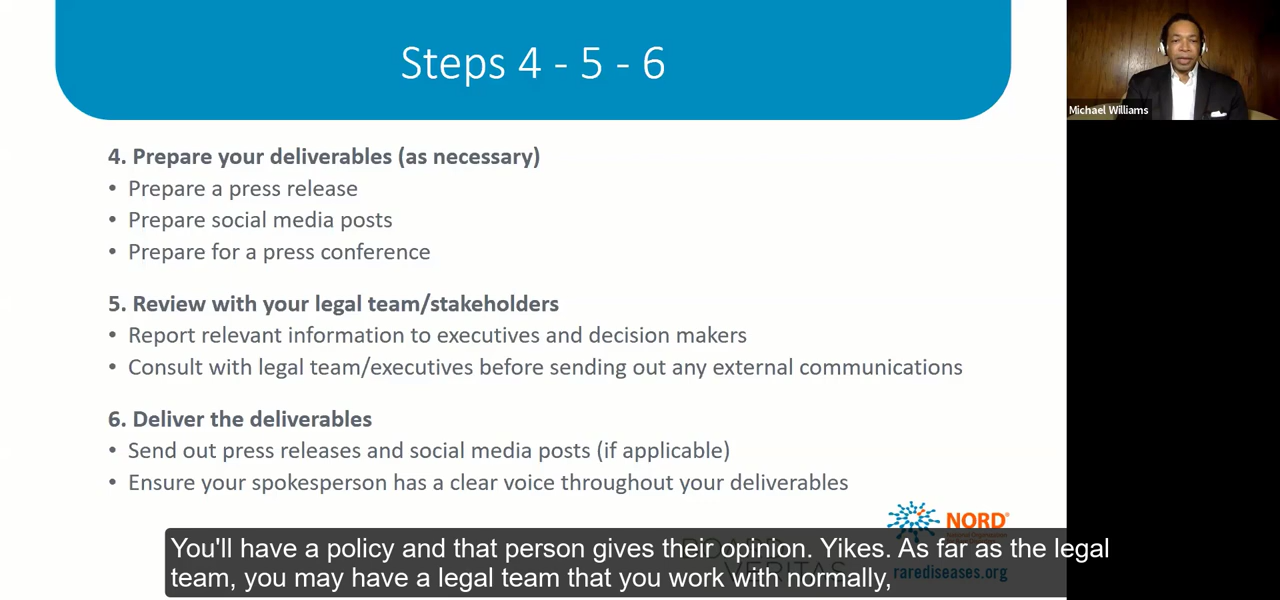 Steps 4 - 5 - 6
Michael Williams
4. Prepare your deliverables (as necessary)
• Prepare a press release
• Prepare social media posts
• Prepare for a press conference
5. Review with your legal team/stakeholders
• Report relevant information to executives and decision makers
• Consult with legal team/executives before sending out any external communications
6. Deliver the deliverables
• Send out press releases and social media posts (if applicable)
• Ensure your spokesperson has a clear voice throughout your deliverables
NORD®
rarediseases.org
You'll have a policy and that person gives their opinion. Yikes. As far as the legal
team, you may have a legal team that you work with normally,